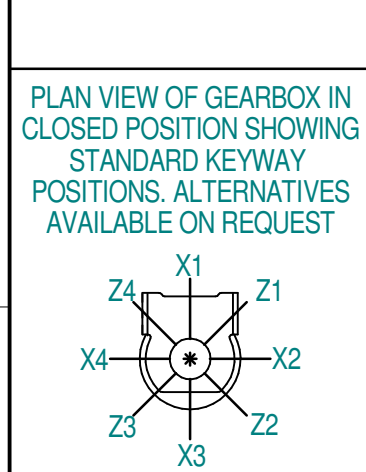 PLAN VIEW OF GEARBOX IN
CLOSED POSITION SHOWING
STANDARD KEYWAY
POSITIONS. ALTERNATIVES
AVAILABLE ON REQUEST
X1
Z4 Z1
X4 X2
Z3 Z2
X3